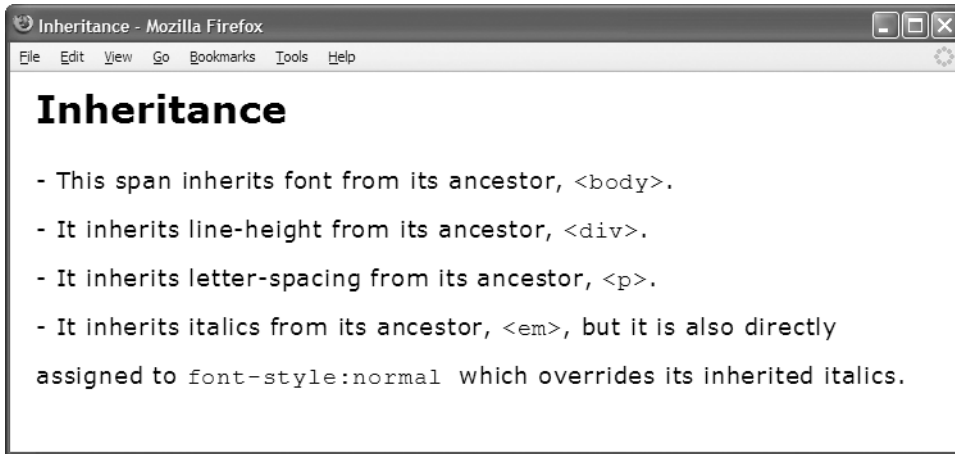 Inheritance - Mozilla Firefox
File Edit View Go Bookmarks Tools Help
Inheritance
- This span inherits font from its ancestor, <body>.
- It inherits line-height from its ancestor, <div>.
- It inherits letter-spacing from its ancestor, <p>.
- It inherits italics from its ancestor, <em>, but it is also directly
assigned to font-style:normal which overrides its inherited italics.